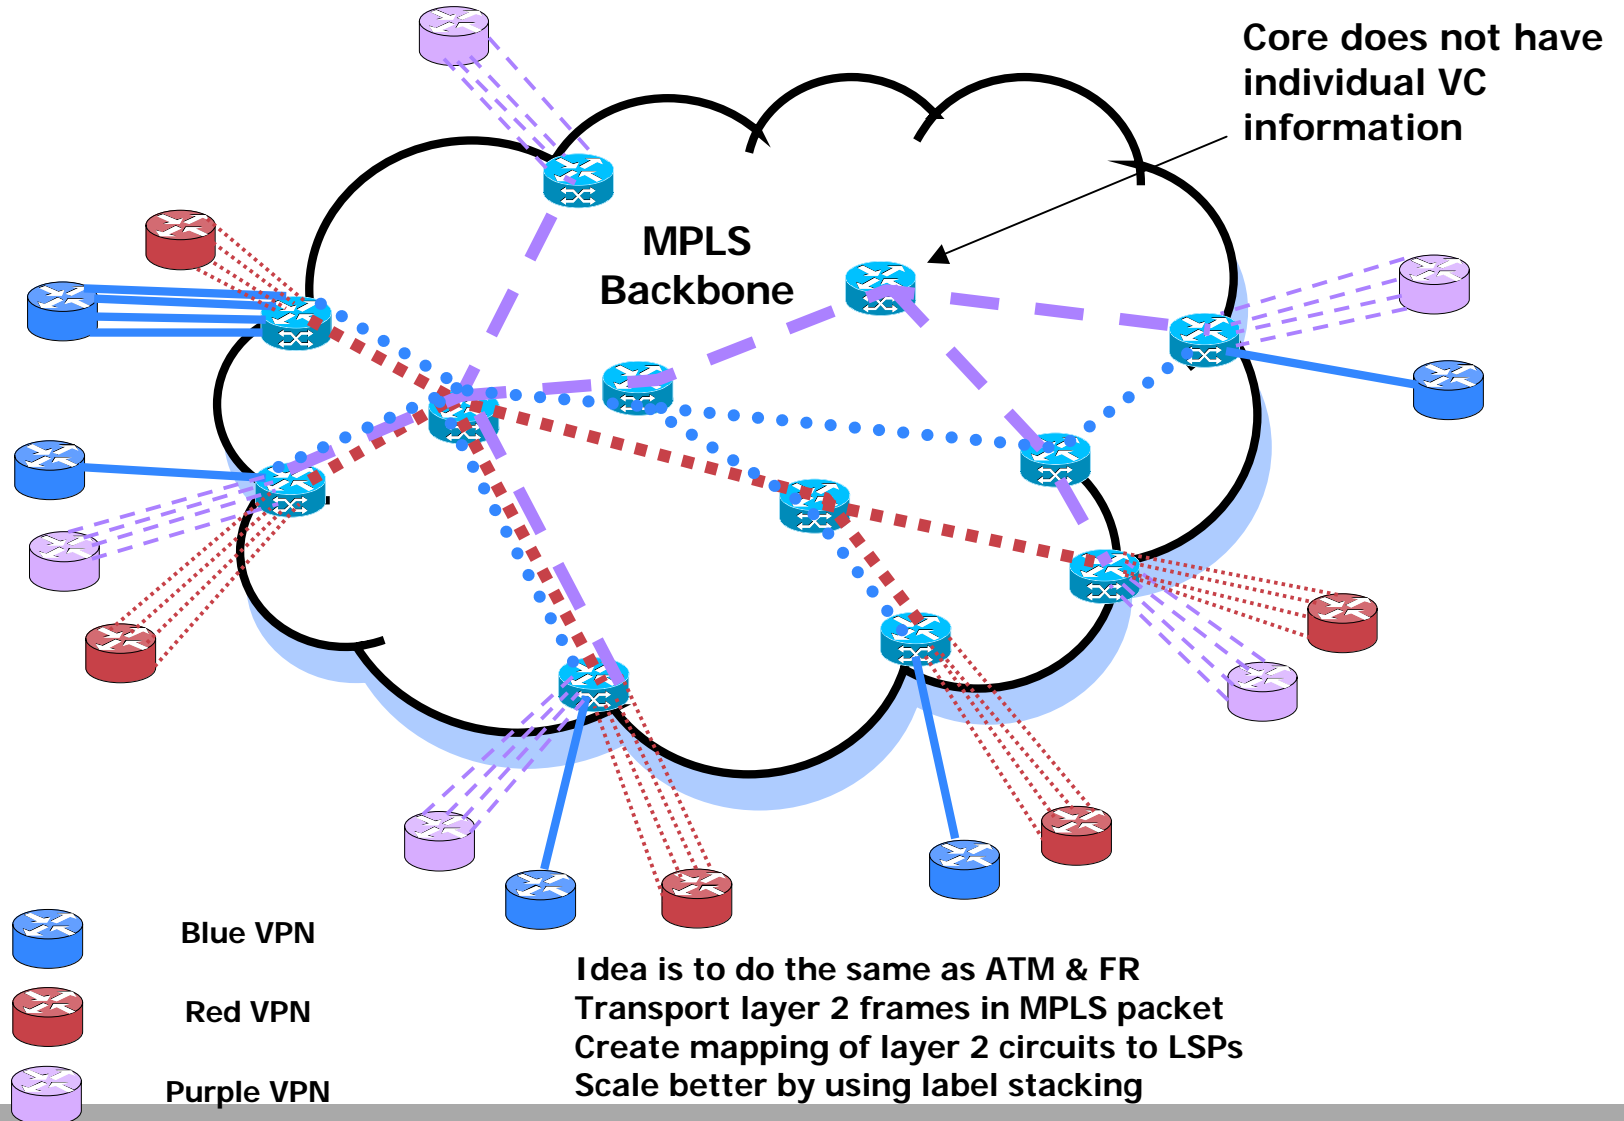 Core does not have
individual VC
information
MPLS
Backbone
Blue VPN
Red VPN
Purple VPN
Idea is to do the same as ATM & FR
Transport layer 2 frames in MPLS packet
Create mapping of layer 2 circuits to LSPs
Scale better by using label stacking